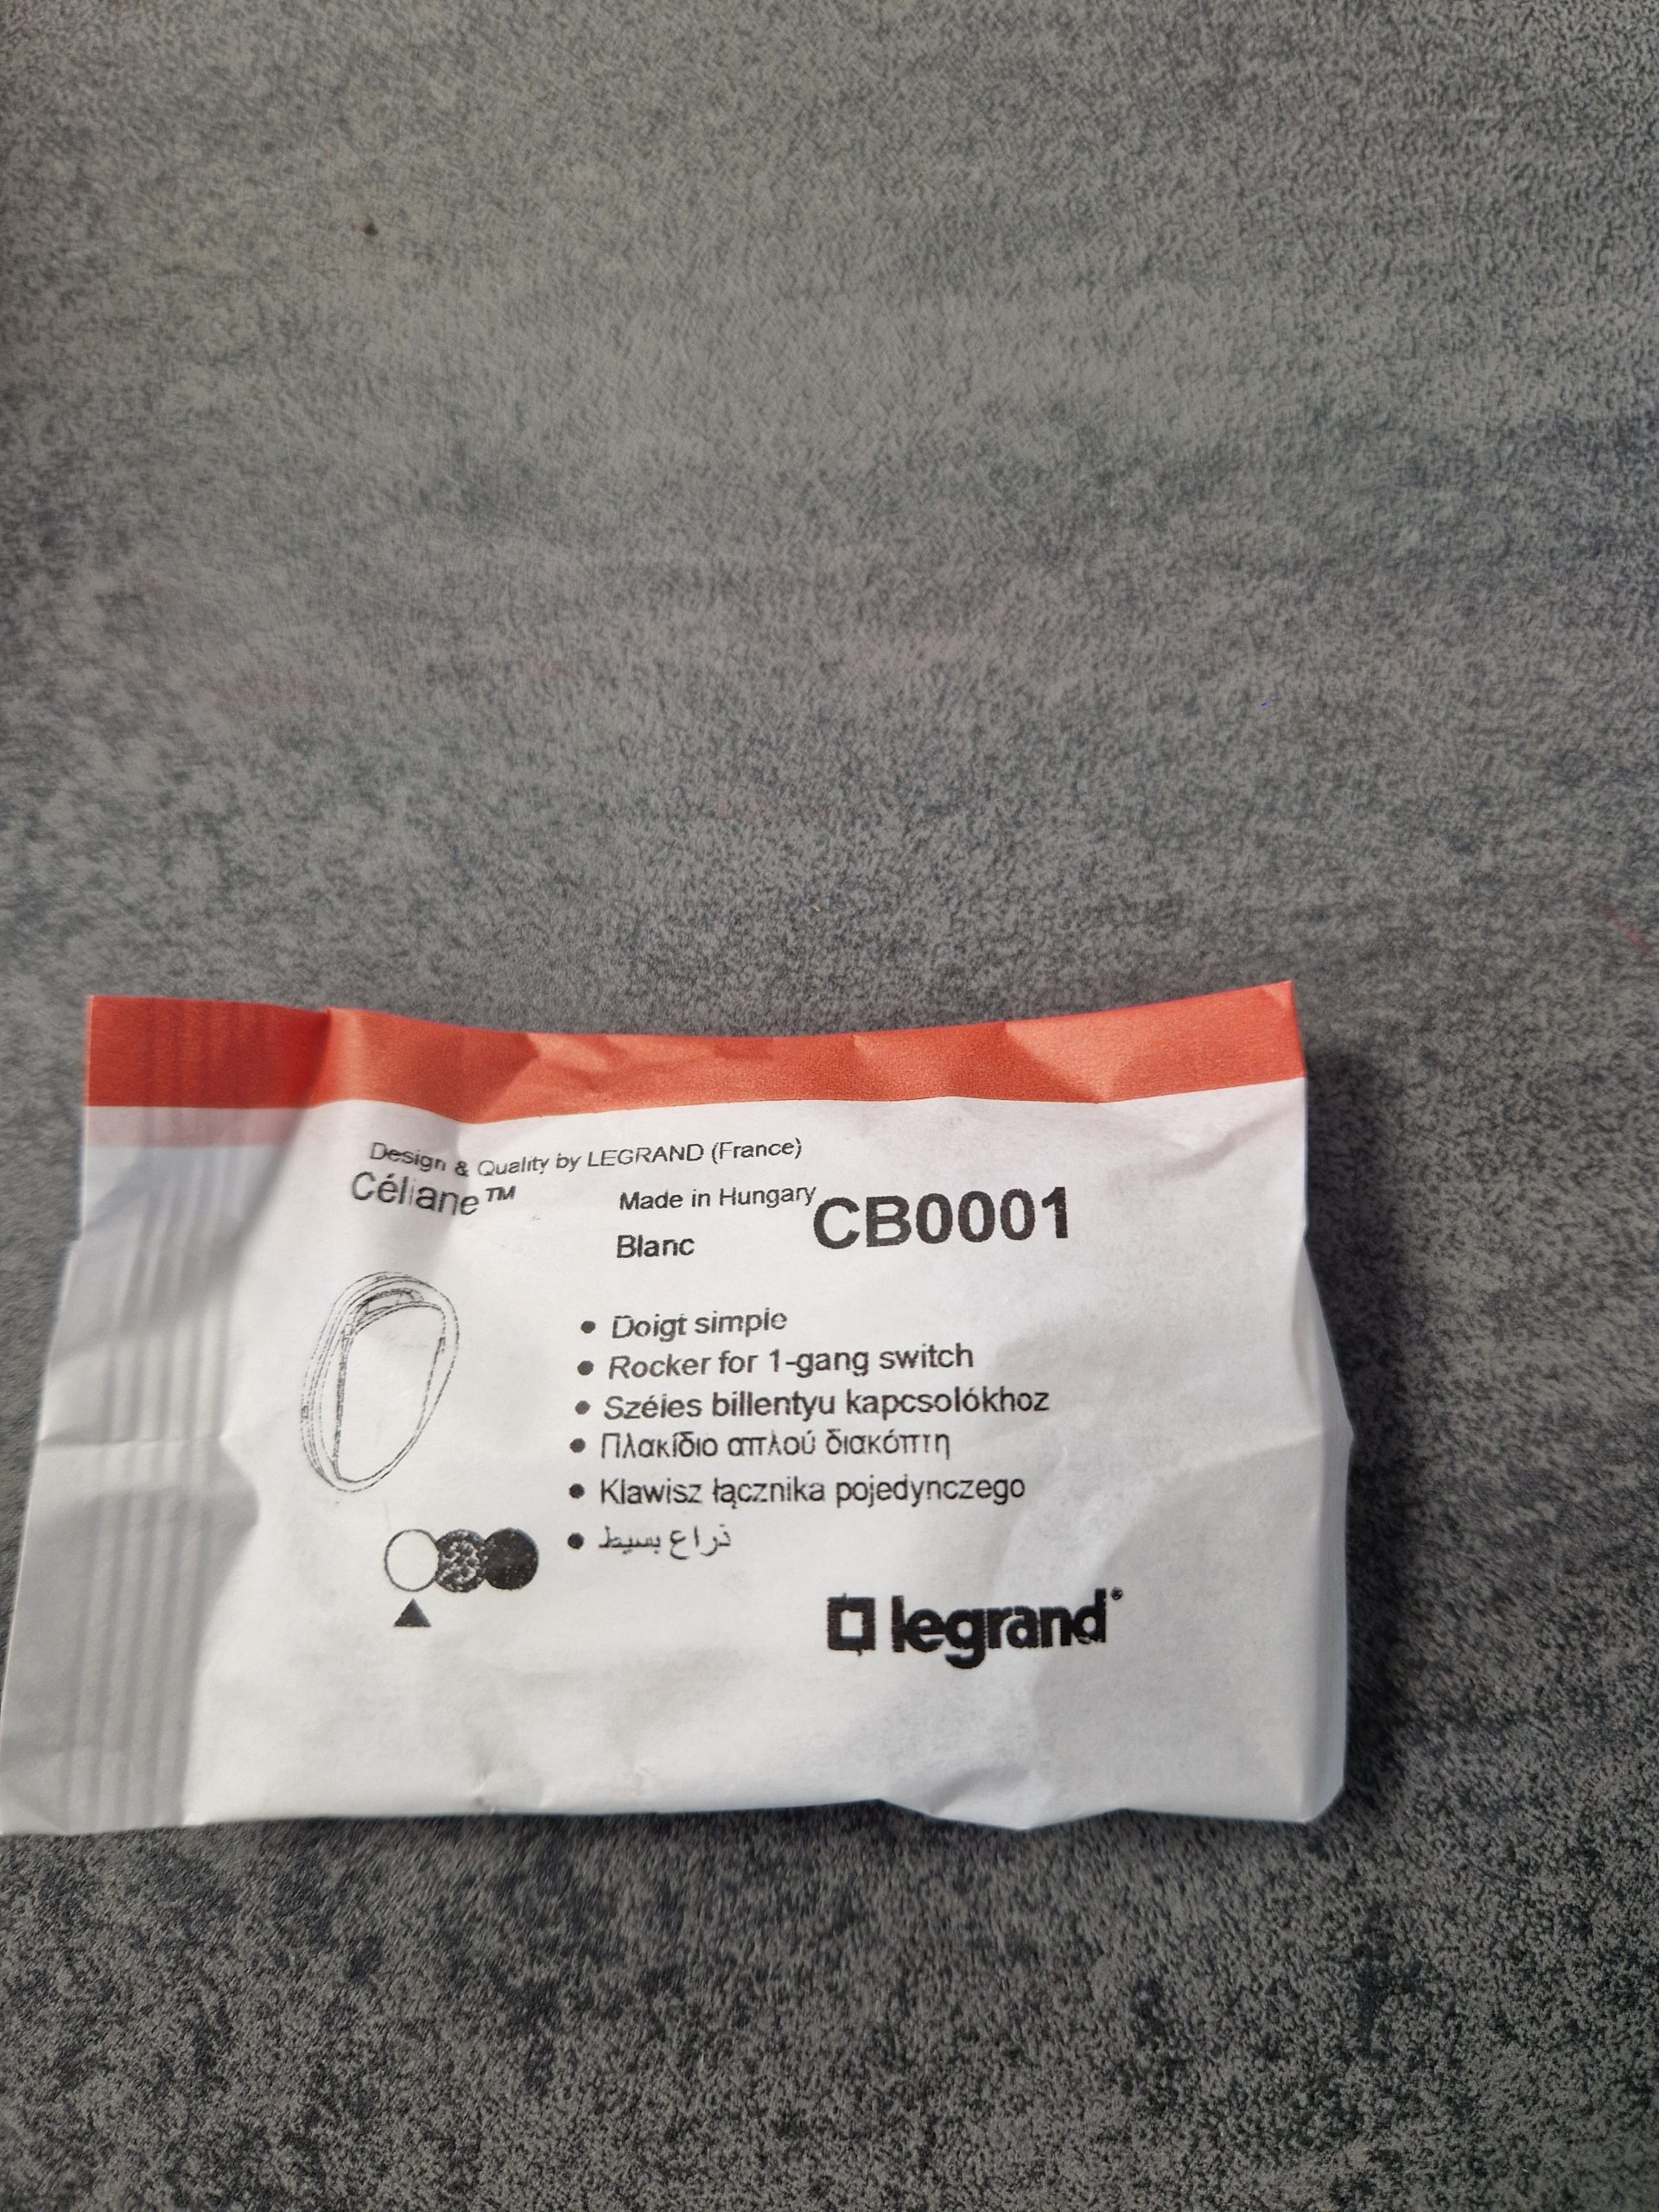 Design & Quality by LEGRAND (France)
Céliane™
Made in Hungary
CB0001
Blanc
• Doigt simple
• Rocker for 1-gang switch
• Széles billentyu kapcsolókhoz
• Πλακίδιο απλού διακόπτη
• Klawisz łącznika pojedynczego
• ذراع بسيط
legrand®